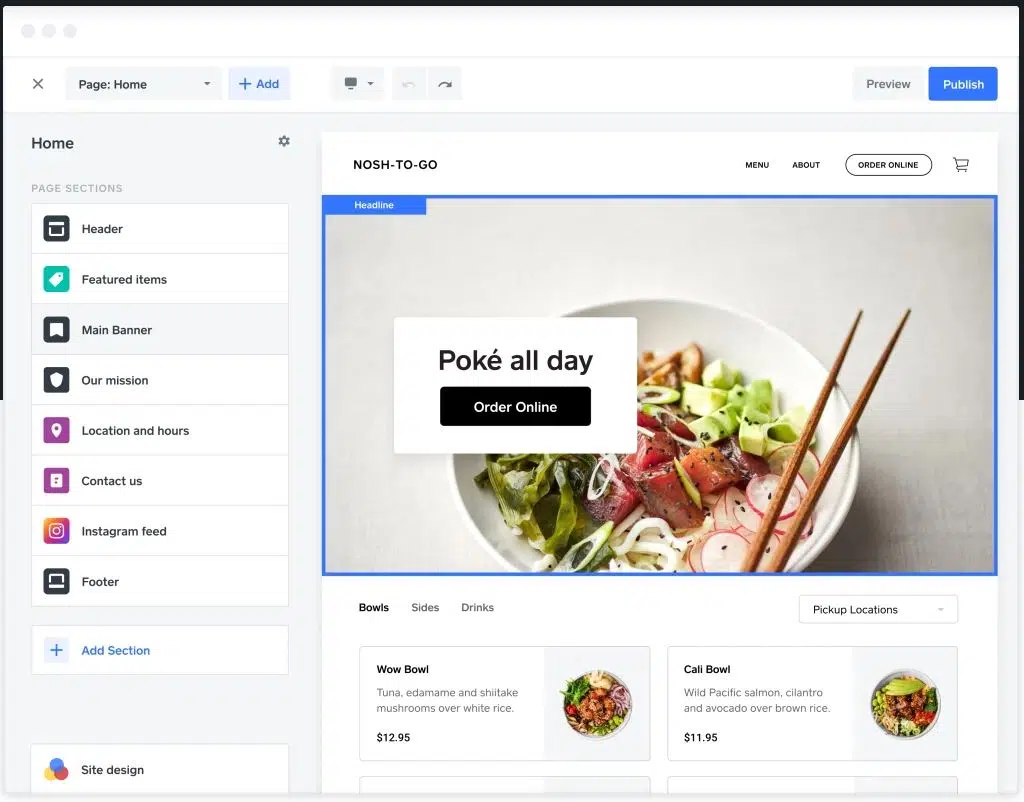 Page: Home
Add
Preview
Publish
Home
PAGE SECTIONS
Header
Featured items
Main Banner
Our mission
Location and hours
Contact us
Instagram feed
Footer
Add Section
Site design
NOSH-TO-GO
MENU
ABOUT
ORDER ONLINE
Headline
Poké all day
Order Online
Bowls
Sides
Drinks
Pickup Locations
Wow Bowl
Tuna, edamame and shiitake
mushrooms over white rice.
$12.95
Cali Bowl
Wild Pacific salmon, cilantro
and avocado over brown rice.
$11.95